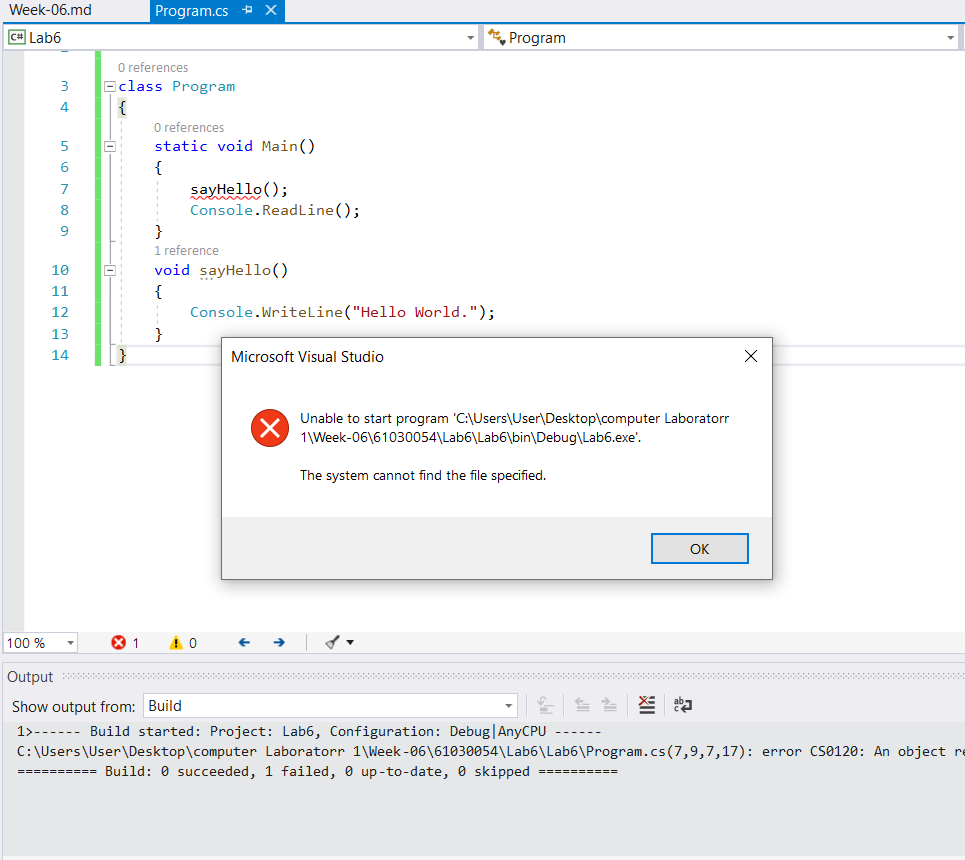 Week-06.md
Program.cs
C# Lab6
Program
0 references
3 class Program
4 {
0 references
5 static void Main()
6 {
7 sayHello();
8 Console.ReadLine();
9 }
1 reference
10 void sayHello()
11 {
12 Console.WriteLine("Hello World.");
13 }
14 }
Microsoft Visual Studio
Unable to start program 'C:\Users\User\Desktop\computer Laboratorr
1\Week-06\61030054\Lab6\Lab6\bin\Debug\Lab6.exe'.
The system cannot find the file specified.
OK
100 % 1 0
Output
Show output from: Build
1>------ Build started: Project: Lab6, Configuration: Debug|AnyCPU ------
C:\Users\User\Desktop\computer Laboratorr 1\Week-06\61030054\Lab6\Lab6\Program.cs(7,9,7,17): error CS0120: An object re
========== Build: 0 succeeded, 1 failed, 0 up-to-date, 0 skipped ==========